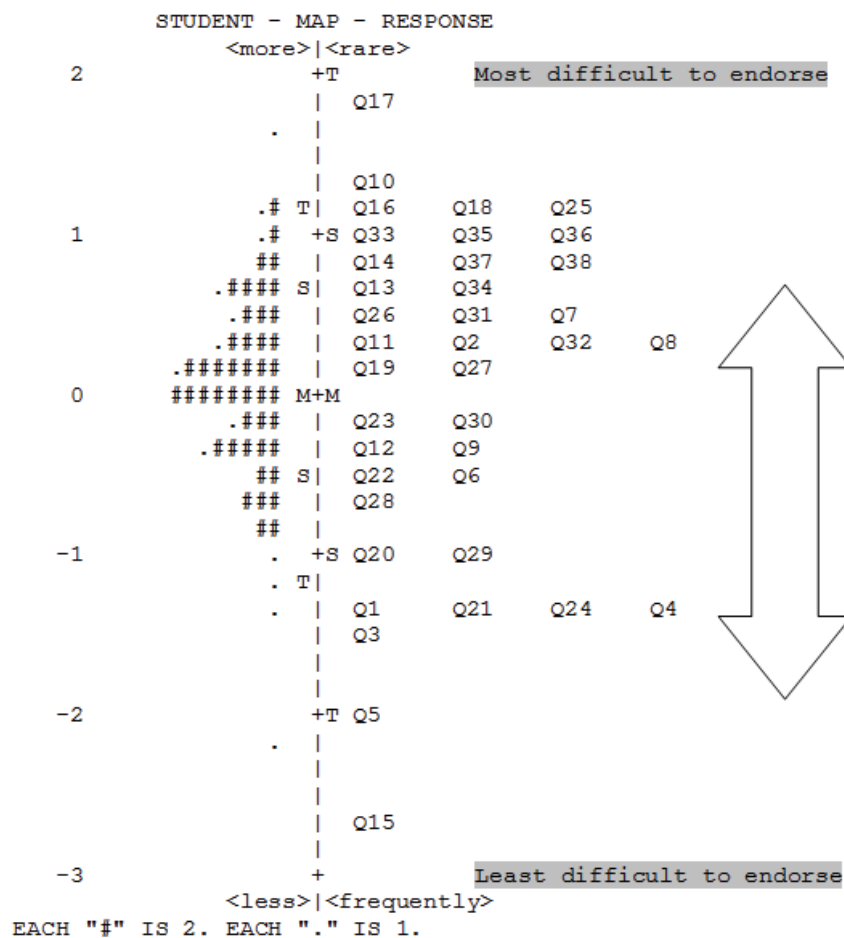 STUDENT - MAP - RESPONSE
<more>|<rare>
2 +T Most difficult to endorse
| Q17
. |
|
| Q10
.# T| Q16 Q18 Q25
1 .# +S Q33 Q35 Q36
## | Q14 Q37 Q38
.#### S| Q13 Q34
.### | Q26 Q31 Q7
.#### | Q11 Q2 Q32 Q8
.####### | Q19 Q27
0 ######## M+M
.### | Q23 Q30
.##### | Q12 Q9
## S| Q22 Q6
### | Q28
## |
-1 . +S Q20 Q29
. T|
. | Q1 Q21 Q24 Q4
| Q3
|
|
-2 +T Q5
. |
|
|
| Q15
|
-3 + Least difficult to endorse
<less>|<frequently>
EACH "#" IS 2. EACH "." IS 1.